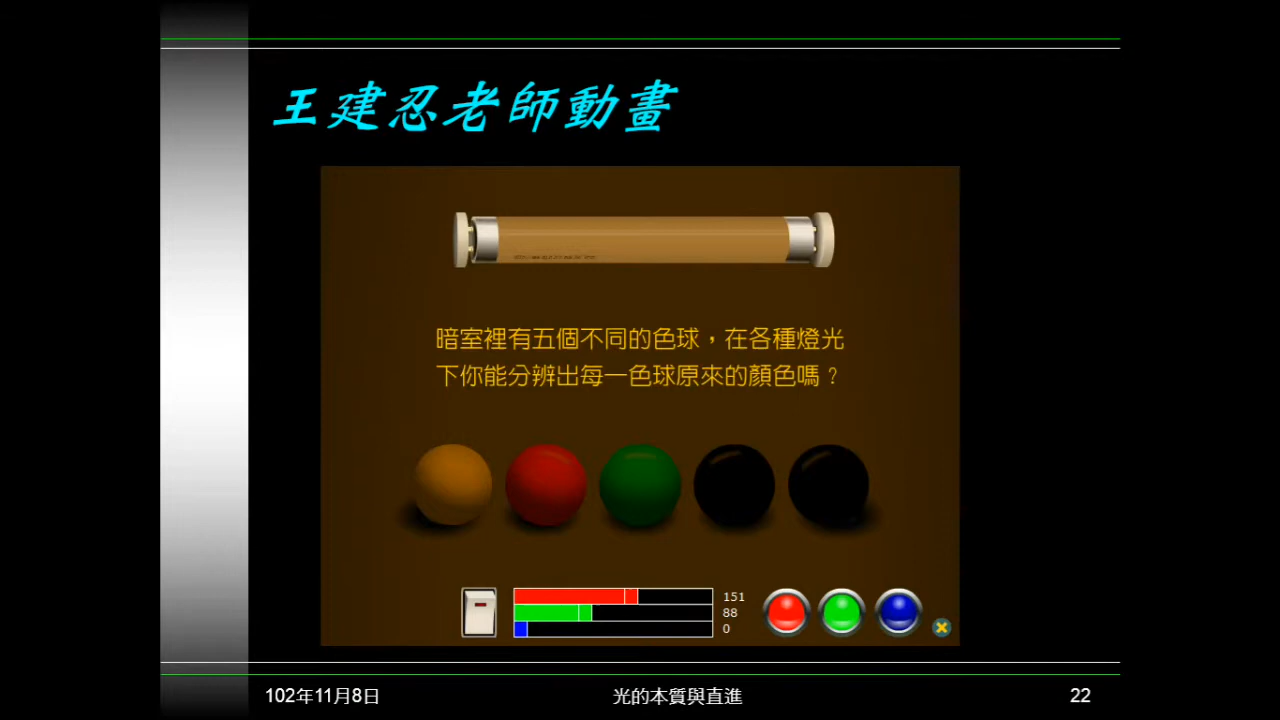 王建忍老師動畫
暗室裡有五個不同的色球，在各種燈光
下你能分辨出每一色球原來的顏色嗎？
151
88
0
102年11月8日
光的本質與直進
22